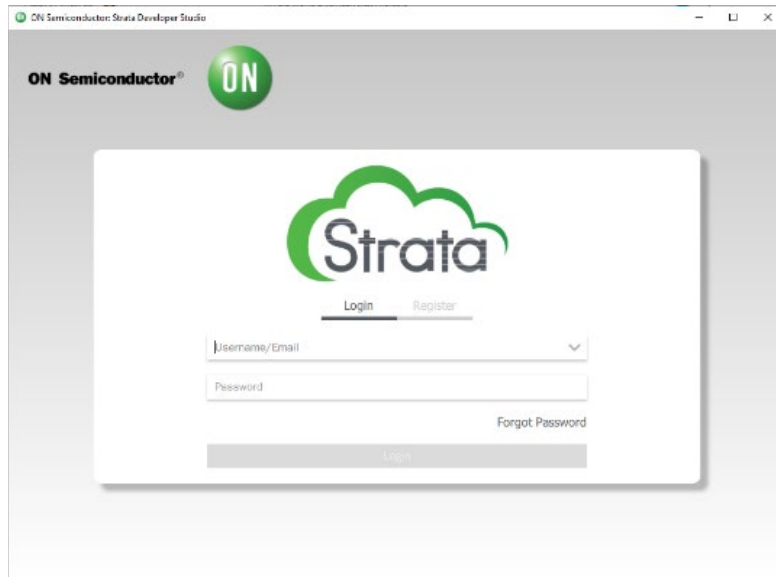 ON Semiconductor: Strata Developer Studio
ON Semiconductor®
ON
Strata
Login Register
Username/Email
Password
Forgot Password
Login